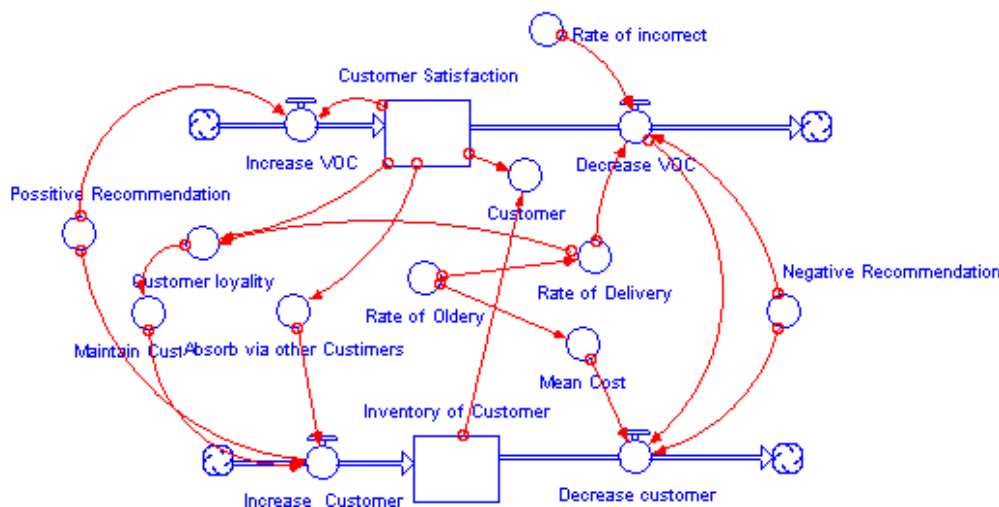 Rate of incorrect
Customer Satisfaction
Increase VOC
Decrease VOC
Possitive Recommendation
Customer
Customer loyality
Negative Recommendation
Rate of Oldery
Rate of Delivery
Maintain Cust
Absorb via other Custimers
Mean Cost
Inventory of Customer
Increase Customer
Decrease customer